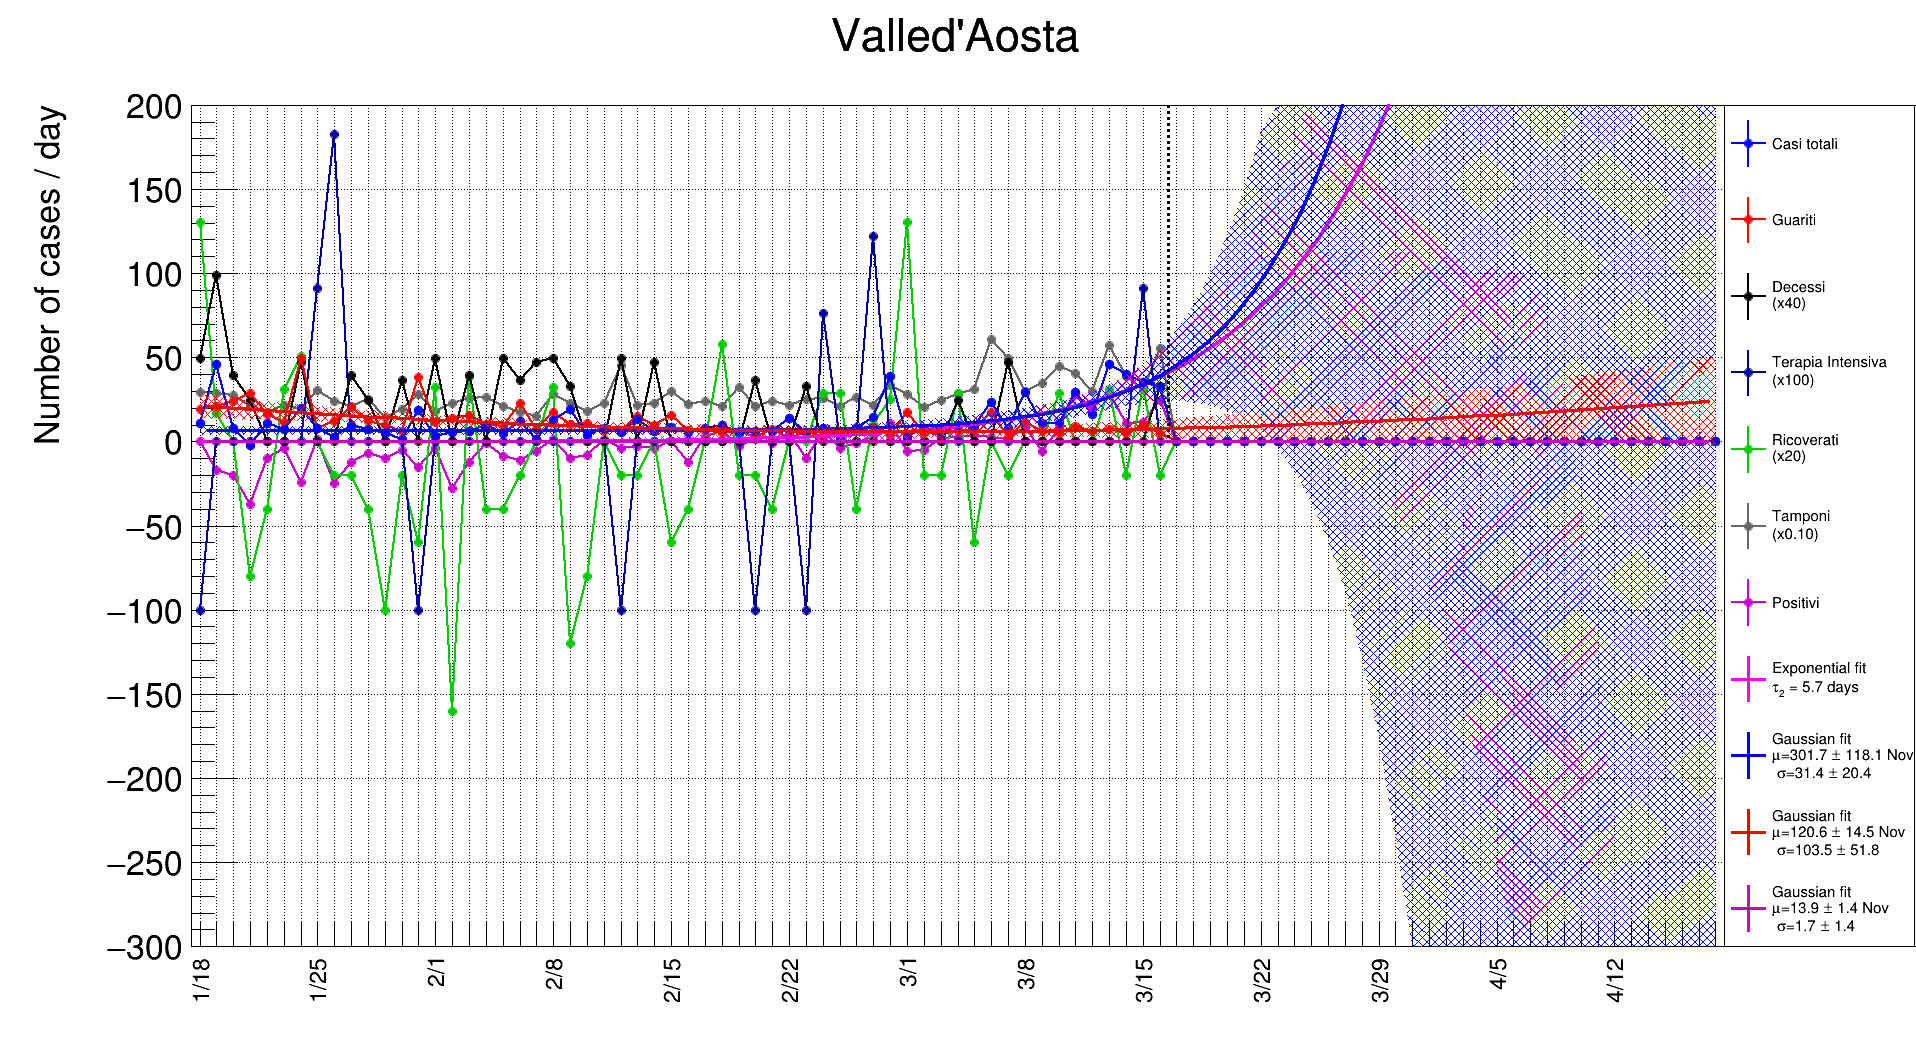 Valled'Aosta
Number of cases / day
200
150
100
50
0
−50
−100
−150
−200
−250
−300
1/18
1/25
2/1
2/8
2/15
2/22
3/1
3/8
3/15
3/22
3/29
4/5
4/12
Casi totali
Guariti
Decessi
(x40)
Terapia Intensiva
(x100)
Ricoverati
(x20)
Tamponi
(x0.10)
Positivi
Exponential fit
τ2 = 5.7 days
Gaussian fit
μ=301.7 ± 118.1 Nov
σ=31.4 ± 20.4
Gaussian fit
μ=120.6 ± 14.5 Nov
σ=103.5 ± 51.8
Gaussian fit
μ=13.9 ± 1.4 Nov
σ=1.7 ± 1.4